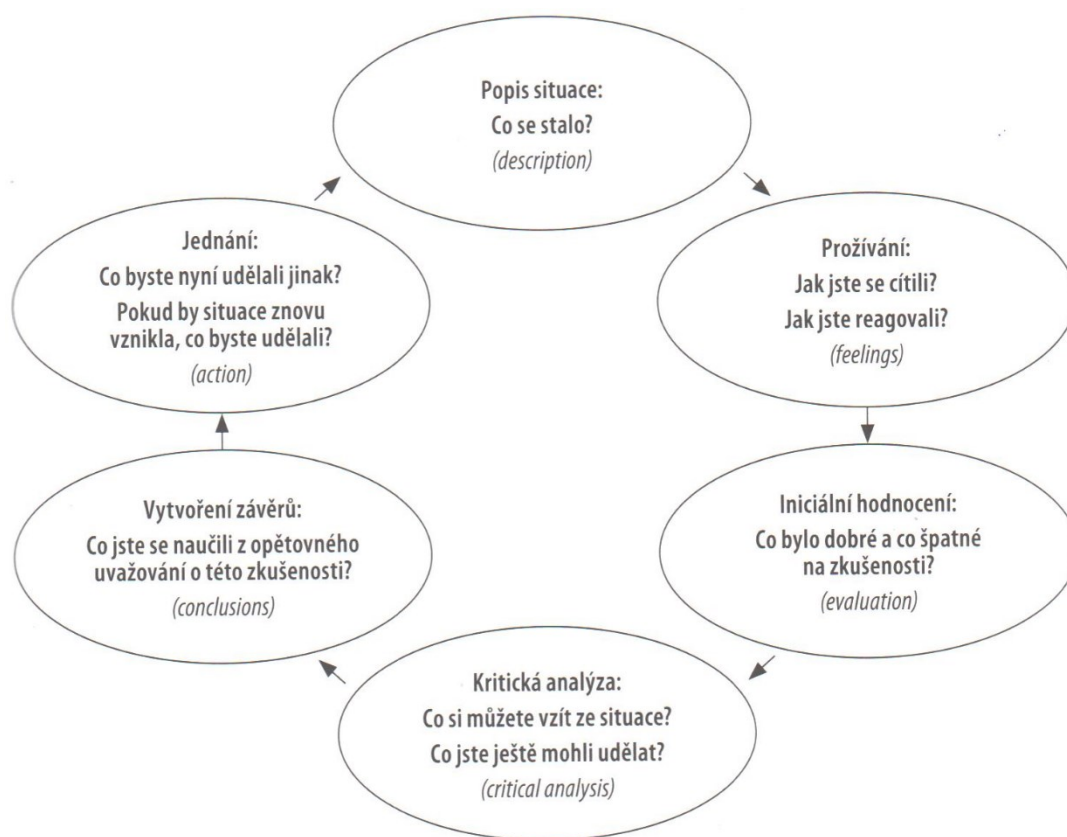 Popis situace:
Co se stalo?
(description)
Prožívání:
Jak jste se cítili?
Jak jste reagovali?
(feelings)
Iniciální hodnocení:
Co bylo dobré a co špatné
na zkušenosti?
(evaluation)
Kritická analýza:
Co si můžete vzít ze situace?
Co jste ještě mohli udělat?
(critical analysis)
Vytvoření závěrů:
Co jste se naučili z opětovného
uvažování o této zkušenosti?
(conclusions)
Jednání:
Co byste nyní udělali jinak?
Pokud by situace znovu
vznikla, co byste udělali?
(action)